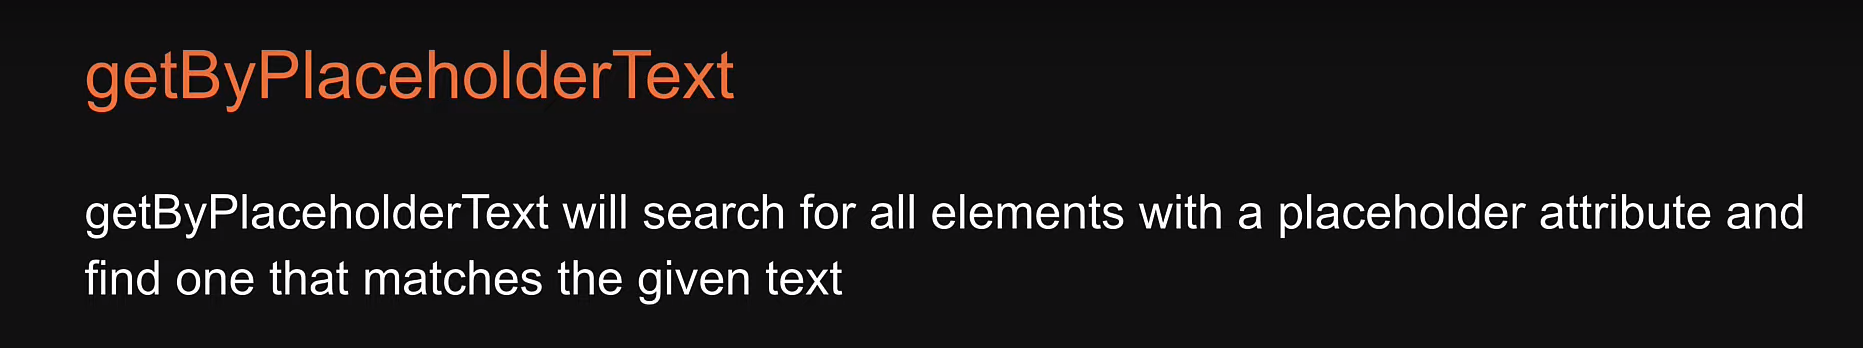 getByPlaceholderText
getByPlaceholderText will search for all elements with a placeholder attribute and
find one that matches the given text